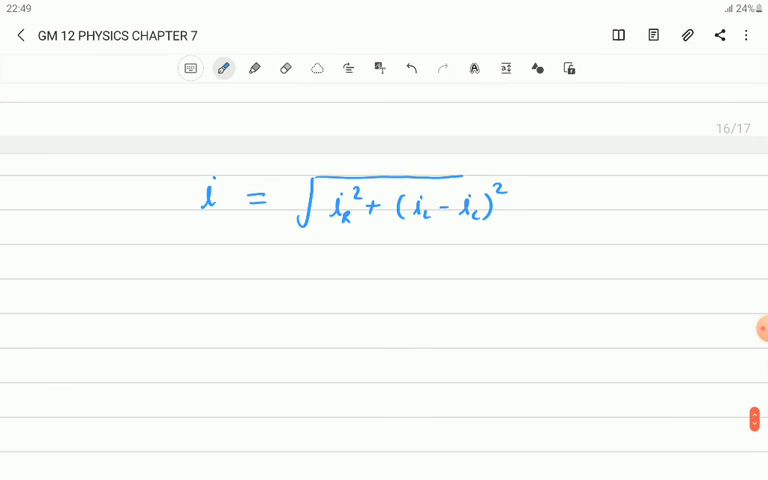 22:49
24%
GM 12 PHYSICS CHAPTER 7
16/17
i = √(i_R² + (i_L - i_C)²)